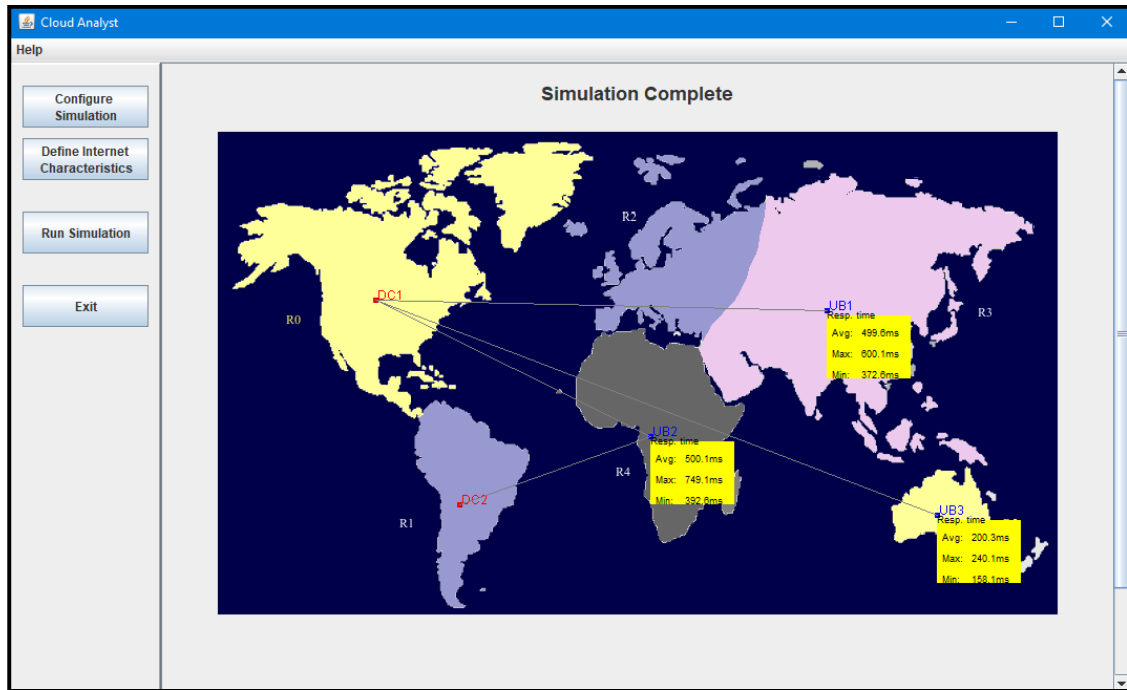 Cloud Analyst
Help
Configure
Simulation
Define Internet
Characteristics
Run Simulation
Exit
Simulation Complete
R2
DC1
R0
UB1
Resp. time
Avg: 499.6ms
Max: 600.1ms
Min: 372.6ms
R3
UB2
Resp. time
Avg: 500.1ms
Max: 749.1ms
Min: 392.6ms
R4
DC2
R1
UB3
Resp. time
Avg: 200.3ms
Max: 240.1ms
Min: 158.1ms